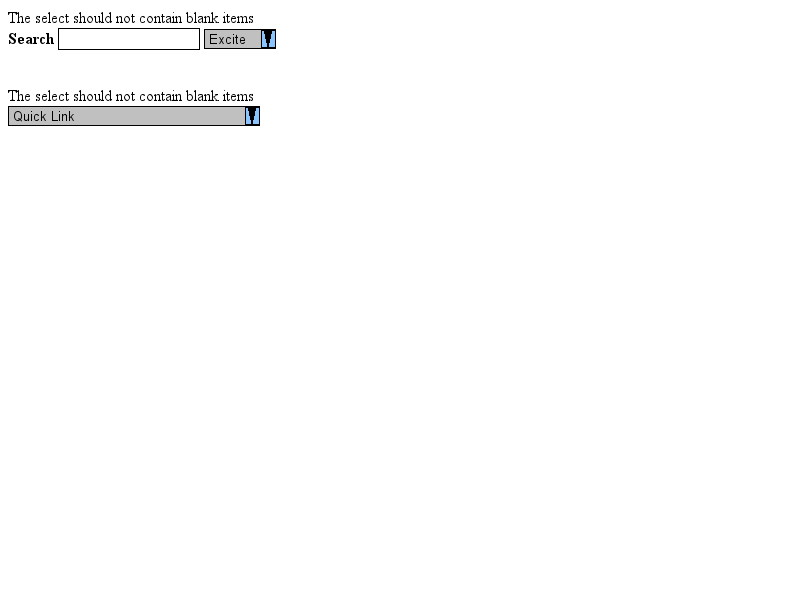 The select should not contain blank items
Search Excite
The select should not contain blank items
Quick Link